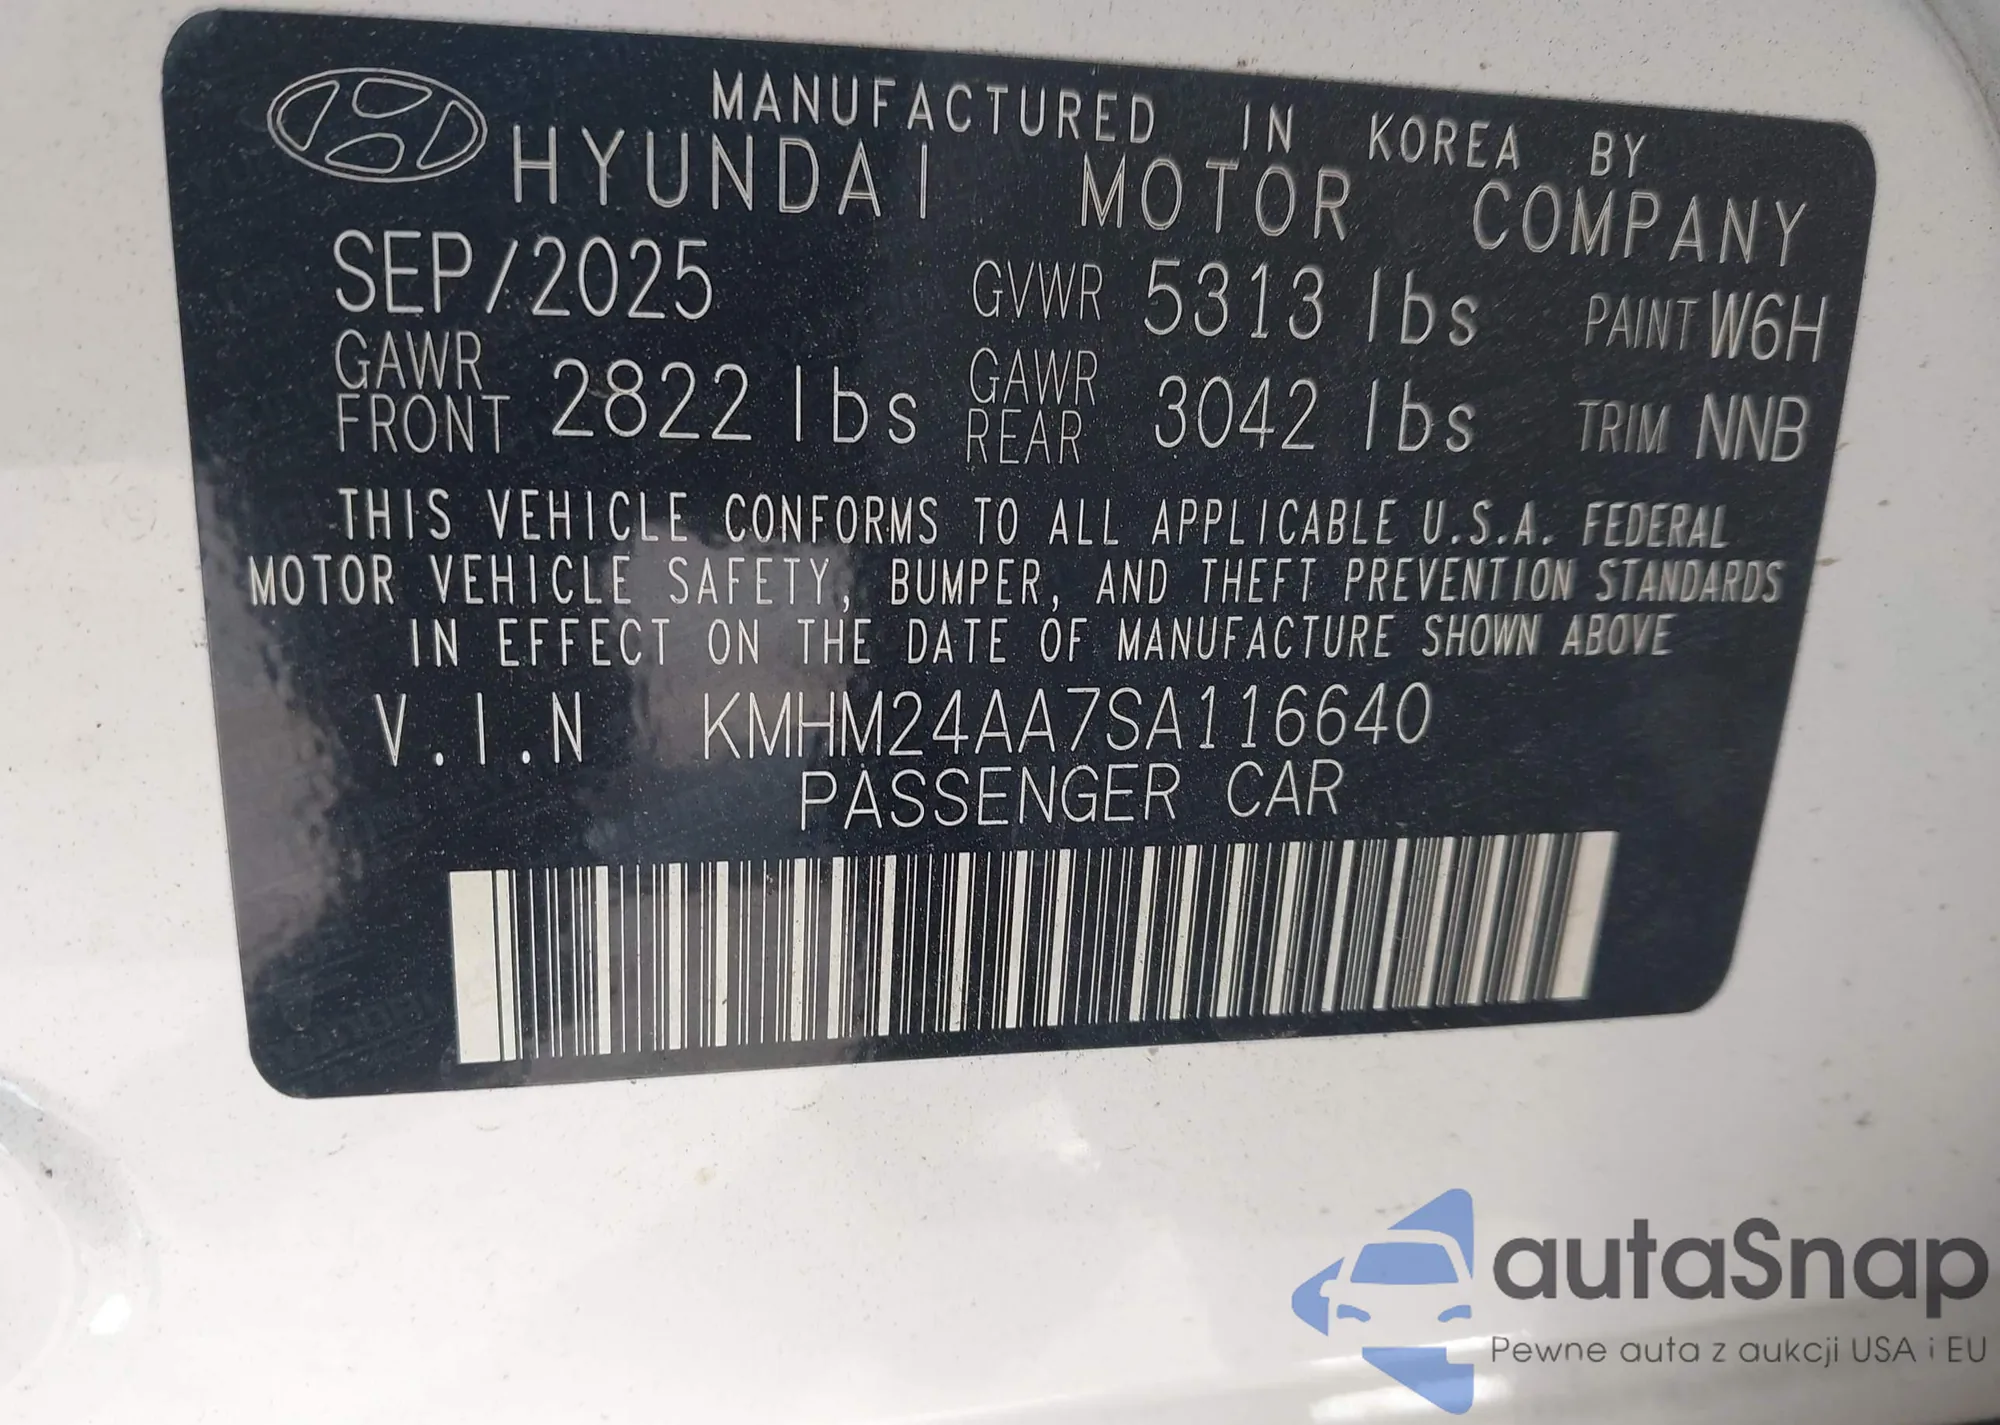 MANUFACTURED IN KOREA BY
HYUNDAI MOTOR COMPANY
SEP/2025 GVWR 5313 lbs PAINT W6H
GAWR FRONT 2822 lbs GAWR REAR 3042 lbs TRIM NNB
THIS VEHICLE CONFORMS TO ALL APPLICABLE U.S.A. FEDERAL
MOTOR VEHICLE SAFETY, BUMPER, AND THEFT PREVENTION STANDARDS
IN EFFECT ON THE DATE OF MANUFACTURE SHOWN ABOVE
V.I.N KMHM24AA7SA116640
PASSENGER CAR
autaSnap
Pewne auta z aukcji USA i EU